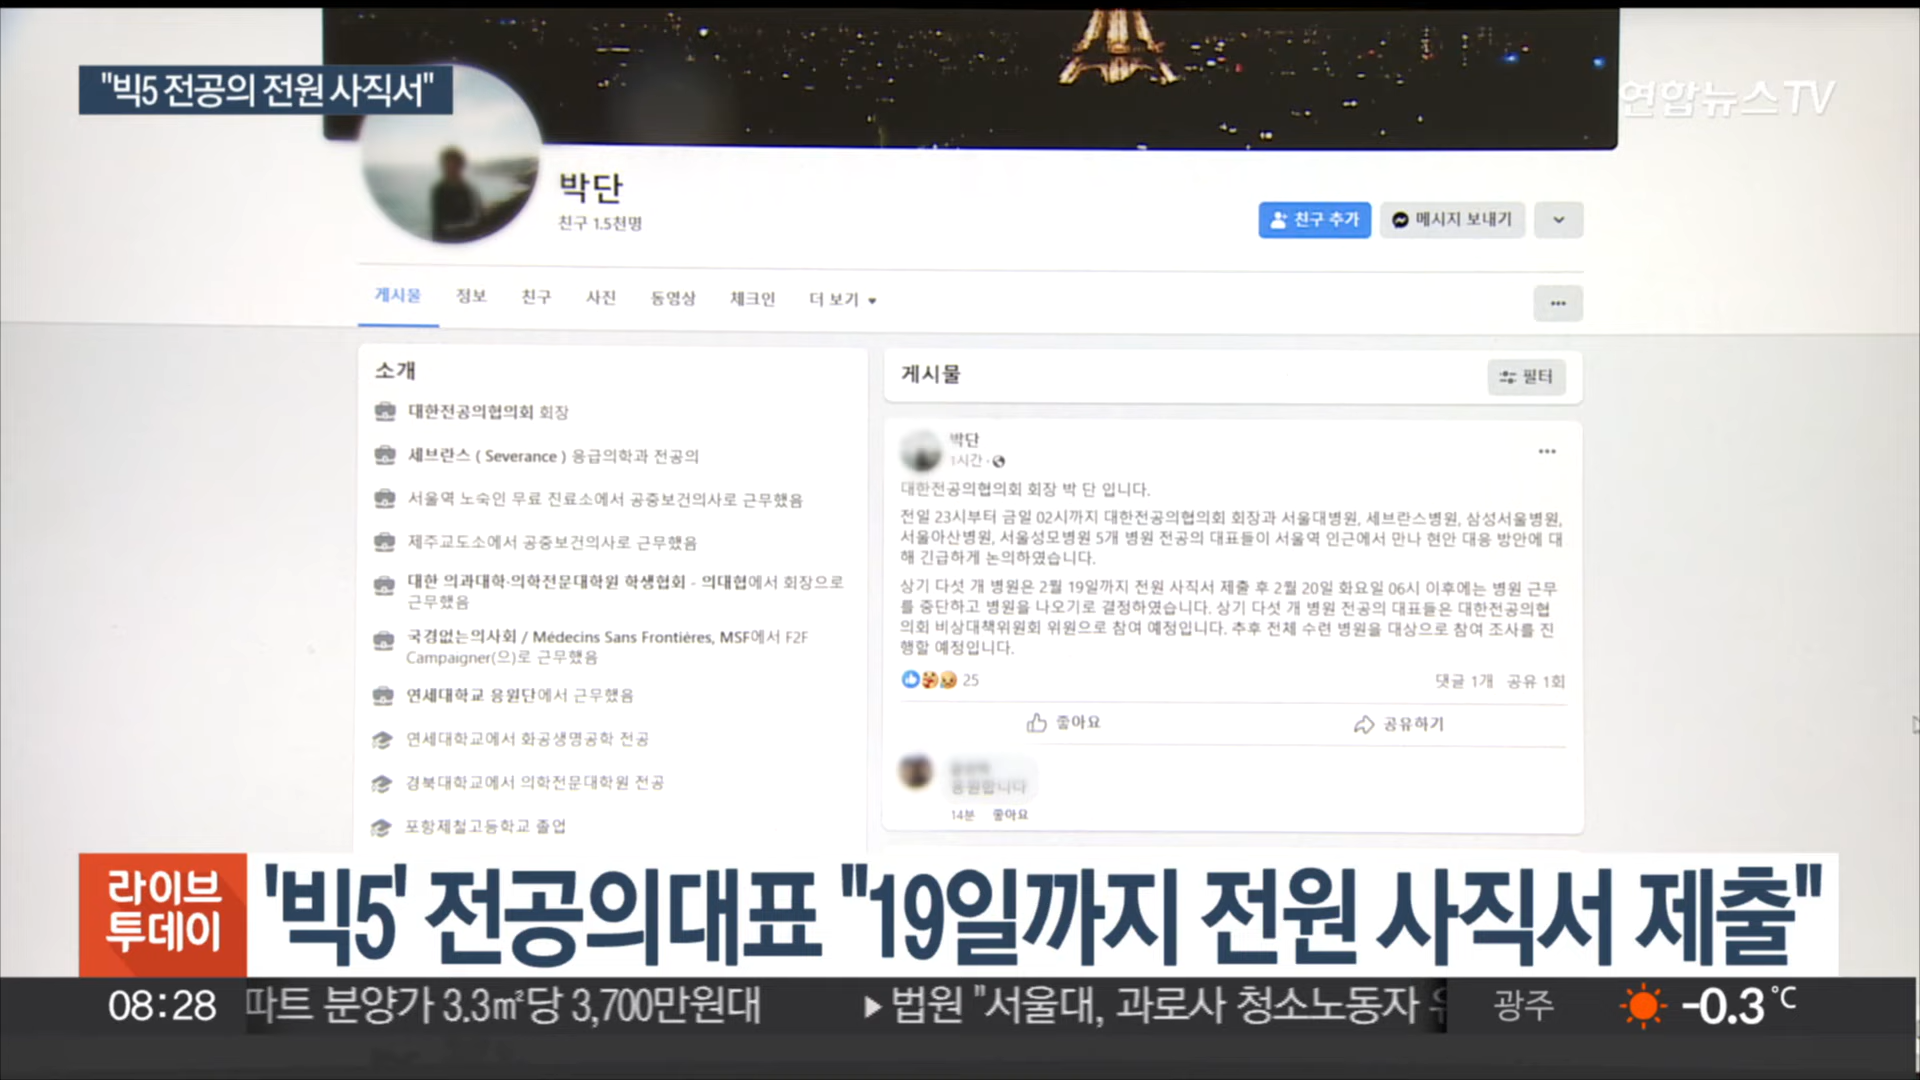 "빅5 전공의 전원 사직서"
연합뉴스TV
박단
친구 1.5천명
친구 추가
메시지 보내기
게시물 정보 친구 사진 동영상 체크인 더 보기
소개
대한전공의협의회 회장
세브란스 ( Severance ) 응급의학과 전공의
서울역 노숙인 무료 진료소에서 공중보건의사로 근무했음
제주교도소에서 공중보건의사로 근무했음
대한 의과대학·의학전문대학원 학생협회 - 의대협에서 회장으로
근무했음
국경없는의사회 / Médecins Sans Frontières, MSF에서 F2F
Campaigner(으)로 근무했음
연세대학교 응원단에서 근무했음
연세대학교에서 화공생명공학 전공
경북대학교에서 의학전문대학원 전공
포항제철고등학교 졸업
게시물
필터
박단
1시간
대한전공의협의회 회장 박 단 입니다.
전일 23시부터 금일 02시까지 대한전공의협의회 회장과 서울대병원, 세브란스병원, 삼성서울병원,
서울아산병원, 서울성모병원 5개 병원 전공의 대표들이 서울역 인근에서 만나 현안 대응 방안에 대
해 긴급하게 논의하였습니다.
상기 다섯 개 병원은 2월 19일까지 전원 사직서 제출 후 2월 20일 화요일 06시 이후에는 병원 근무
를 중단하고 병원을 나오기로 결정하였습니다. 상기 다섯 개 병원 전공의 대표들은 대한전공의협
의회 비상대책위원회 위원으로 참여 예정입니다. 추후 전체 수련 병원을 대상으로 참여 조사를 진
행할 예정입니다.
25
댓글 1개 공유 1회
좋아요
공유하기
응원합니다
14분 좋아요
라이브
투데이
'빅5' 전공의대표 "19일까지 전원 사직서 제출"
08:28
파트 분양가 3.3㎡당 3,700만원대 ▶법원 "서울대, 과로사 청소노동자
광주
-0.3℃